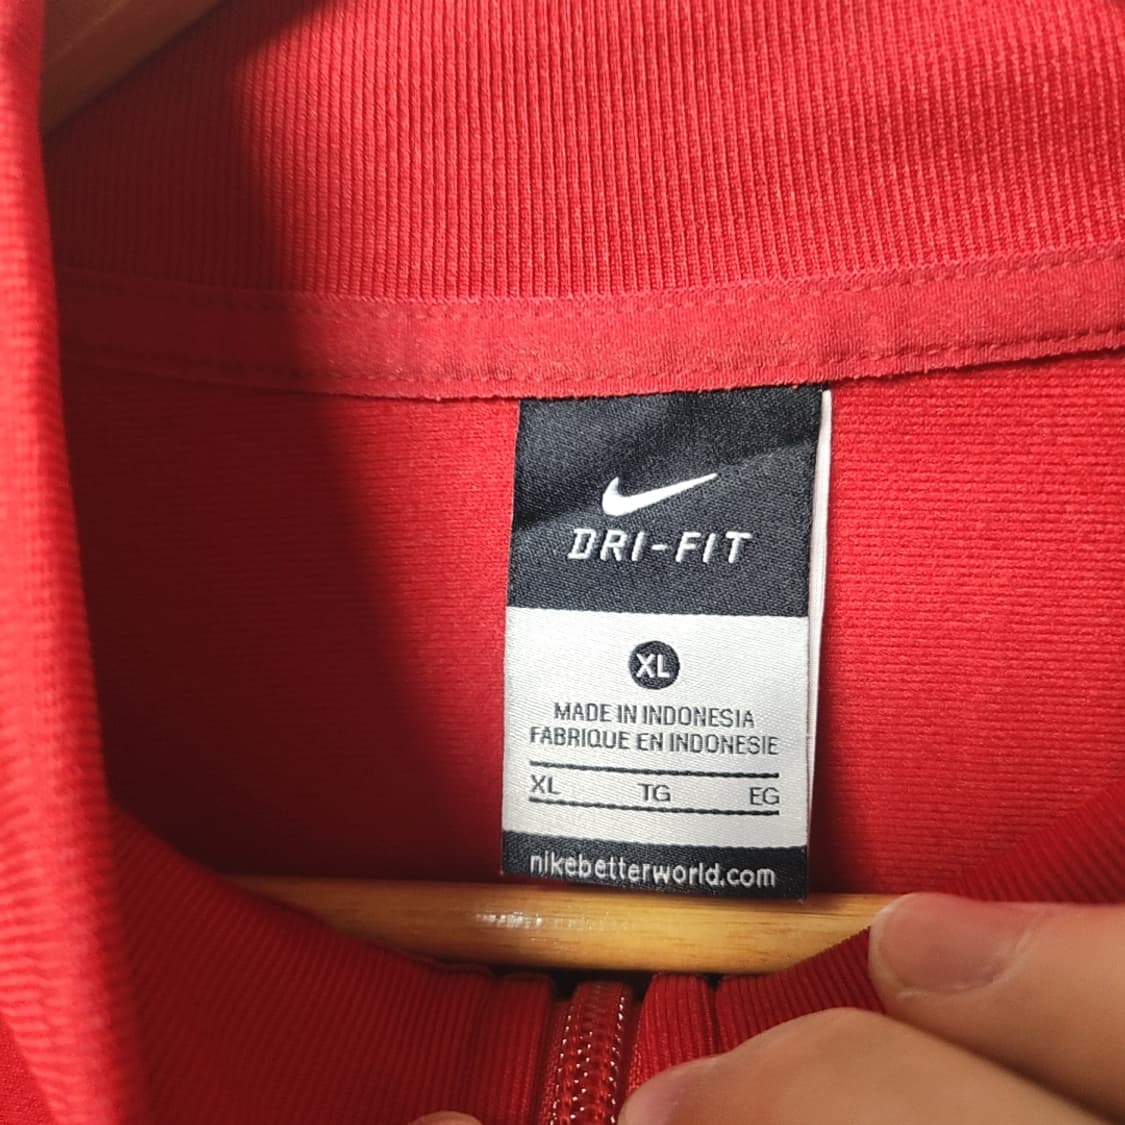 DRI-FIT
XL
MADE IN INDONESIA
FABRIQUE EN INDONESIE
XL TG EG
nikebetterworld.com